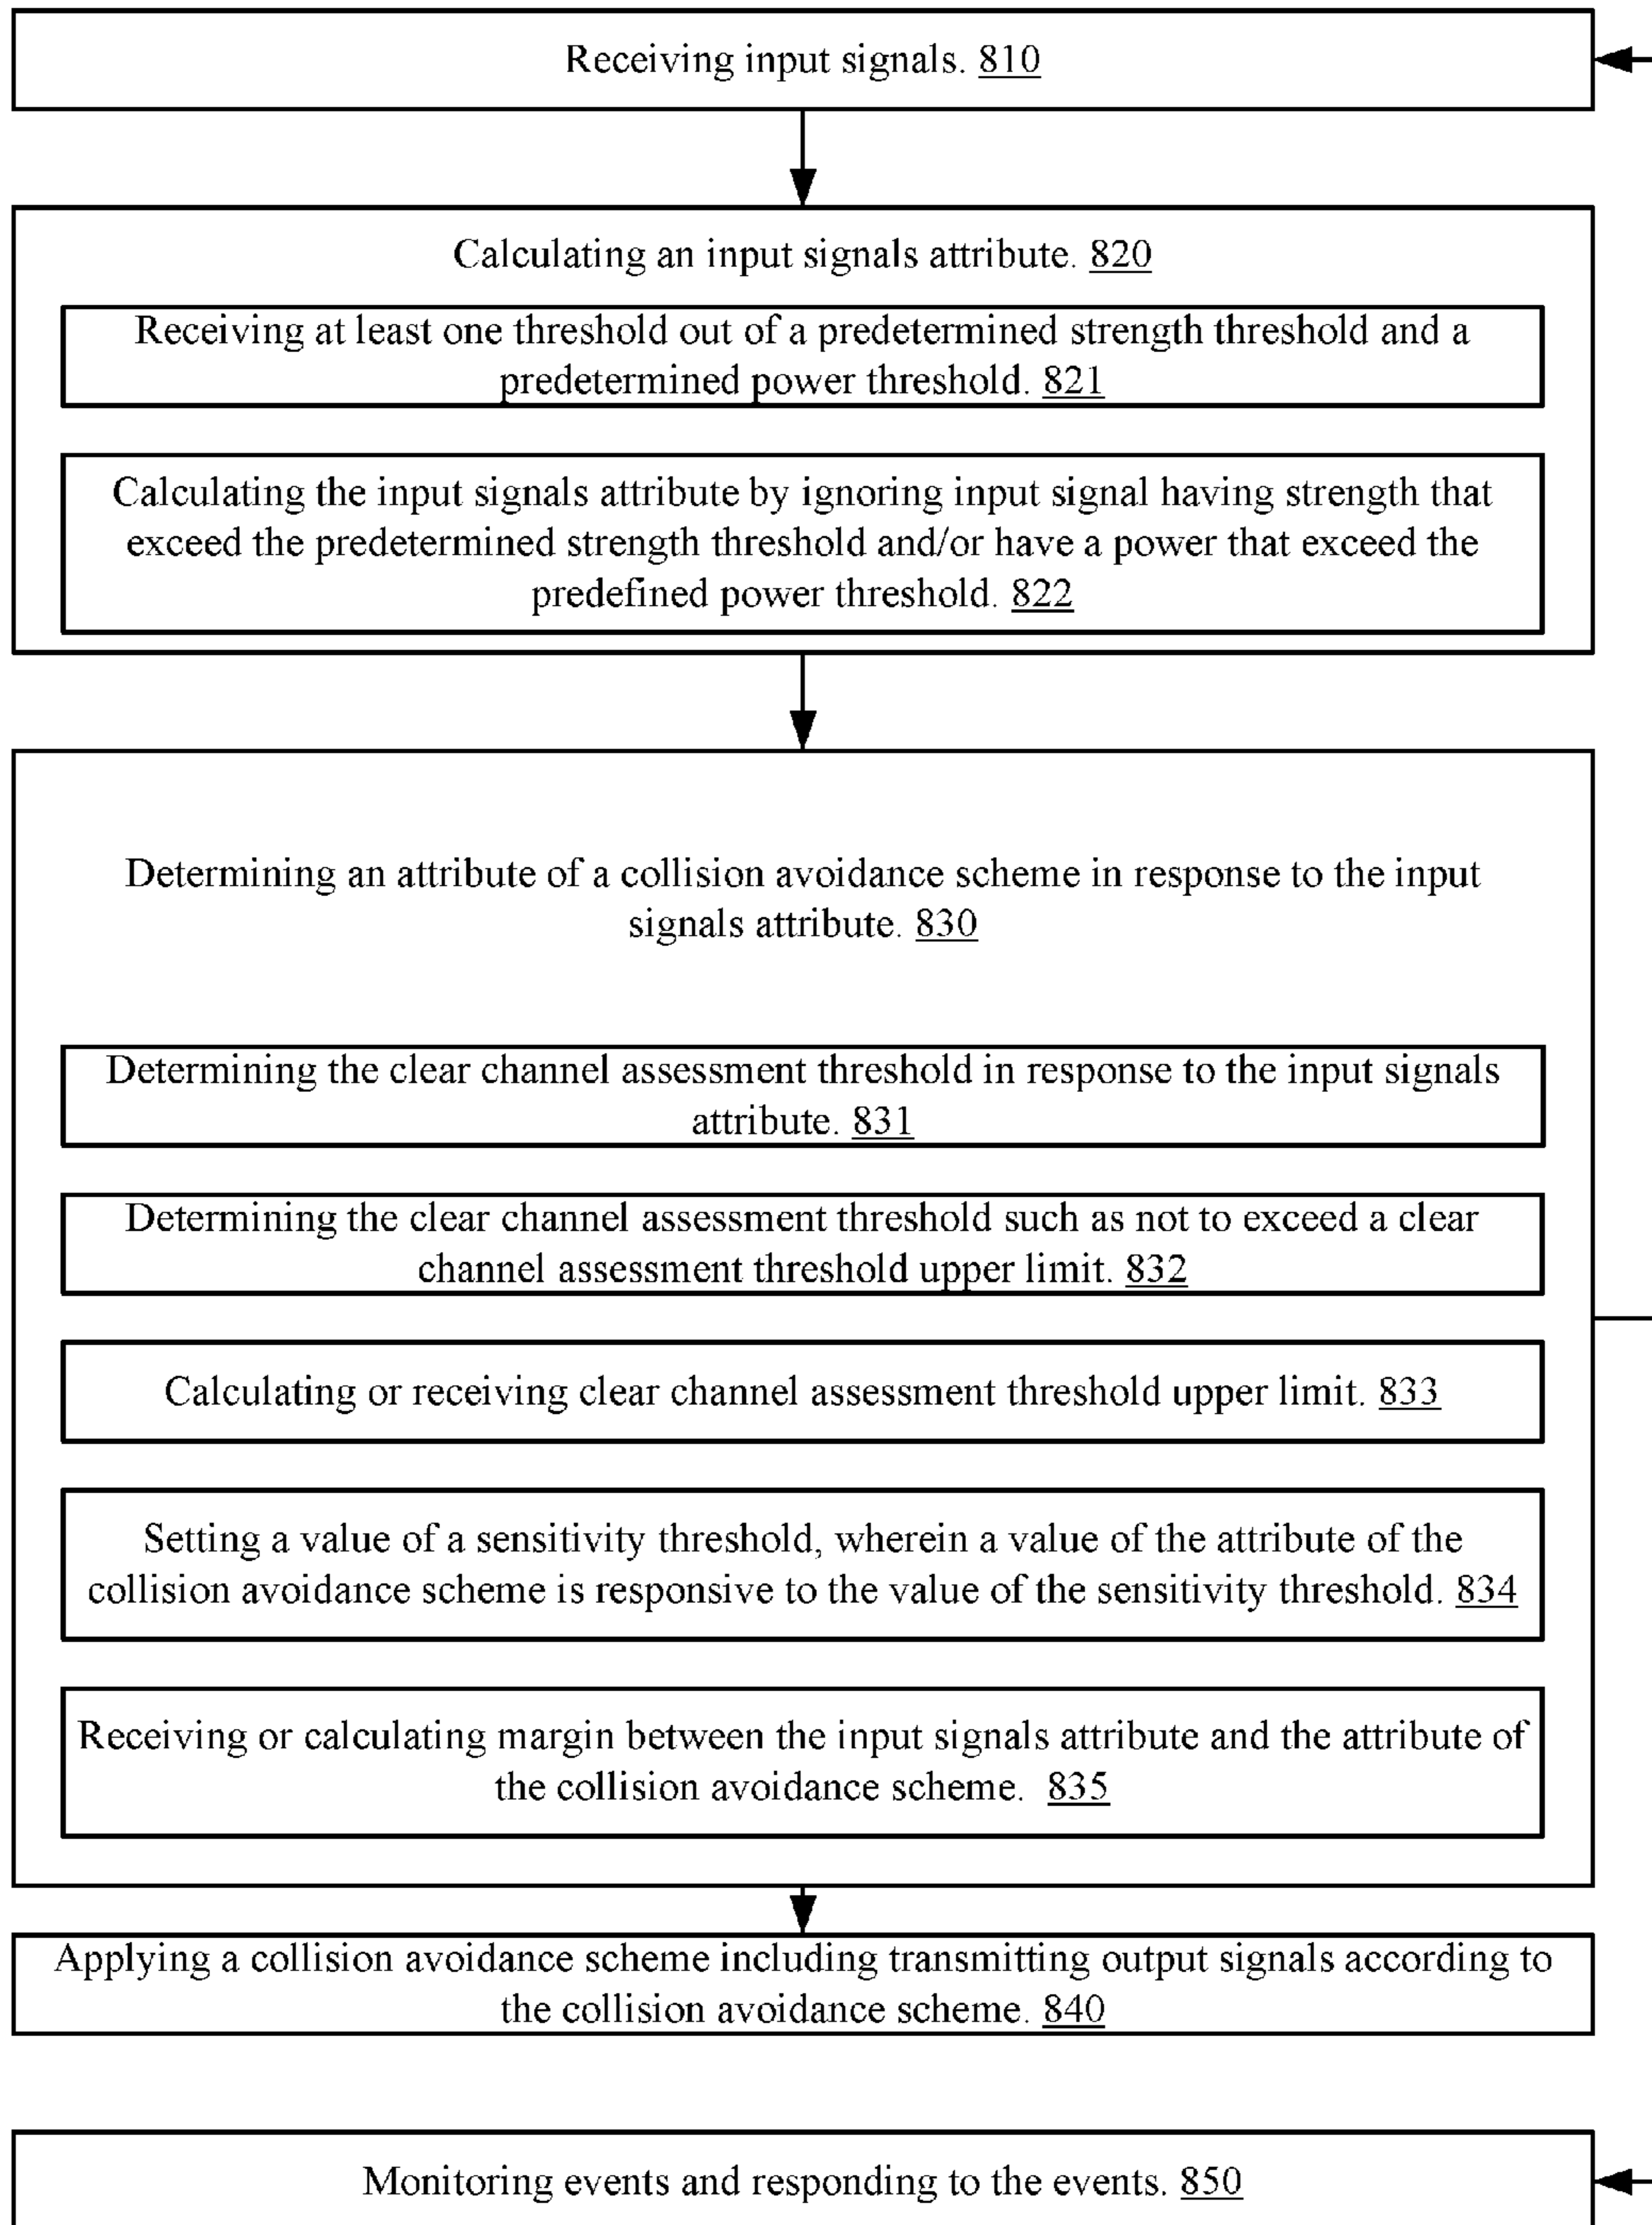 Receiving input signals. 810
Calculating an input signals attribute. 820
Receiving at least one threshold out of a predetermined strength threshold and a
predetermined power threshold. 821
Calculating the input signals attribute by ignoring input signal having strength that
exceed the predetermined strength threshold and/or have a power that exceed the
predefined power threshold. 822
Determining an attribute of a collision avoidance scheme in response to the input
signals attribute. 830
Determining the clear channel assessment threshold in response to the input signals
attribute. 831
Determining the clear channel assessment threshold such as not to exceed a clear
channel assessment threshold upper limit. 832
Calculating or receiving clear channel assessment threshold upper limit. 833
Setting a value of a sensitivity threshold, wherein a value of the attribute of the
collision avoidance scheme is responsive to the value of the sensitivity threshold. 834
Receiving or calculating margin between the input signals attribute and the attribute of
the collision avoidance scheme. 835
Applying a collision avoidance scheme including transmitting output signals according to
the collision avoidance scheme. 840
Monitoring events and responding to the events. 850